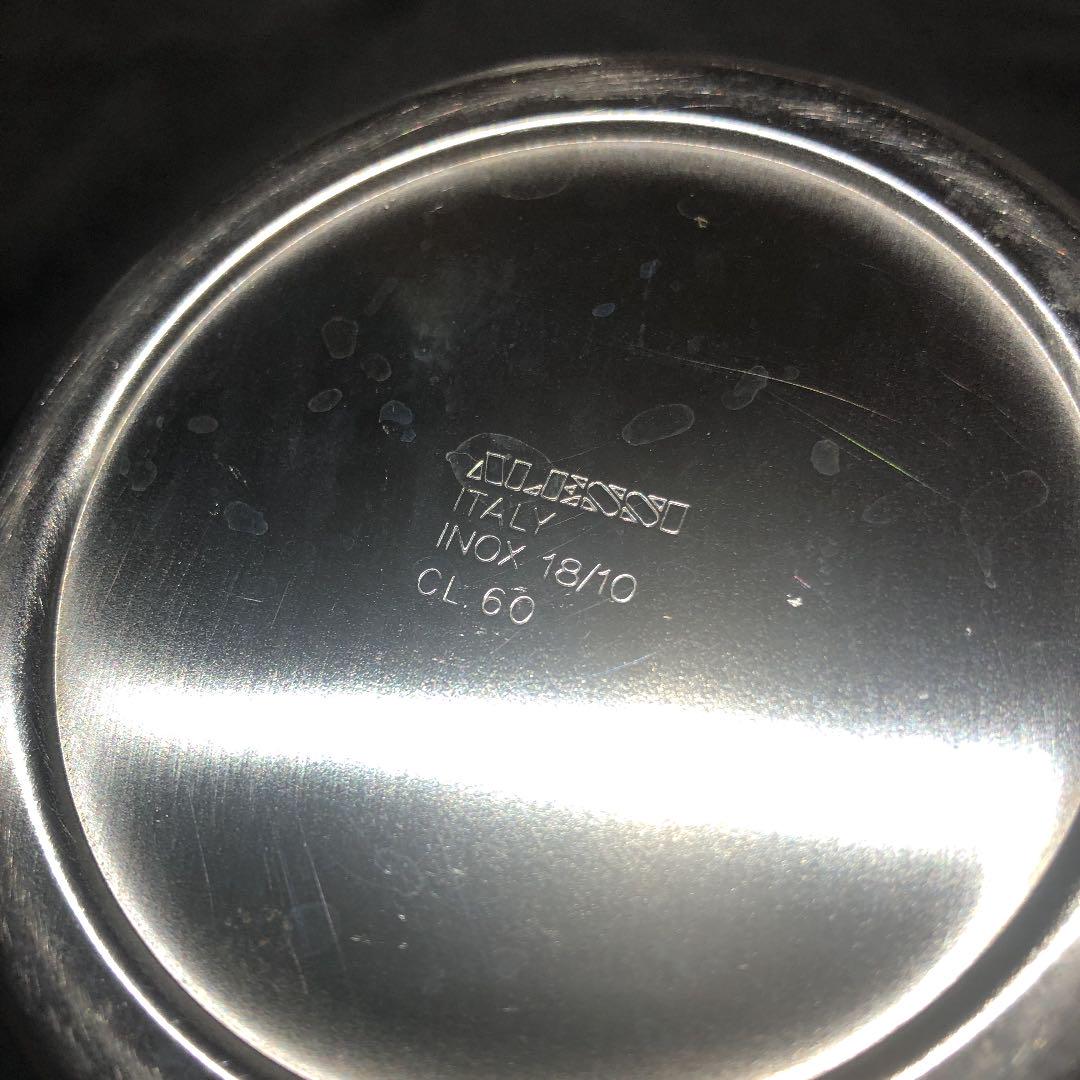 ALESSI
ITALY
INOX 18/10
CL. 60